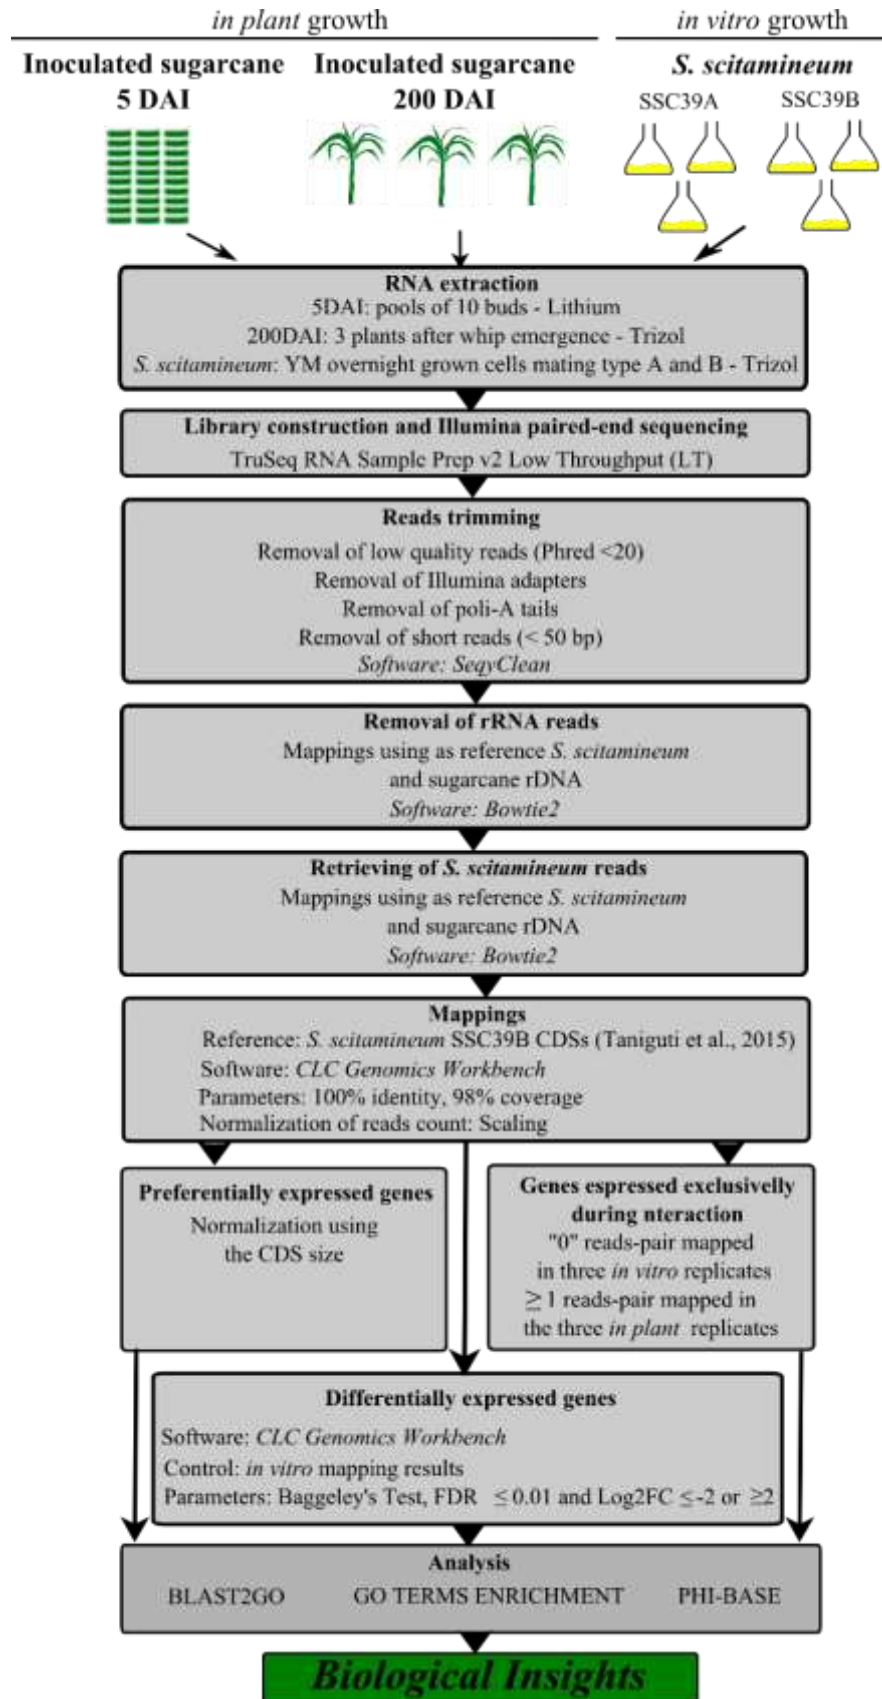 in plant growth
in vitro growth
Inoculated sugarcane
5 DAI
Inoculated sugarcane
200 DAI
S. scitamineum
SSC39A
SSC39B
RNA extraction
5DAI: pools of 10 buds - Lithium
200DAI: 3 plants after whip emergence - Trizol
S. scitamineum: YM overnight grown cells mating type A and B - Trizol
Library construction and Illumina paired-end sequencing
TruSeq RNA Sample Prep v2 Low Throughput (LT)
Reads trimming
Removal of low quality reads (Phred <20)
Removal of Illumina adapters
Removal of poli-A tails
Removal of short reads (< 50 bp)
Software: SeqyClean
Removal of rRNA reads
Mappings using as reference S. scitamineum
and sugarcane rDNA
Software: Bowtie2
Retrieving of S. scitamineum reads
Mappings using as reference S. scitamineum
and sugarcane rDNA
Software: Bowtie2
Mappings
Reference: S. scitamineum SSC39B CDSs (Taniguti et al., 2015)
Software: CLC Genomics Workbench
Parameters: 100% identity, 98% coverage
Normalization of reads count: Scaling
Preferentially expressed genes
Normalization using
the CDS size
Genes espressed exclusivelly
during nteraction
"0" reads-pair mapped
in three in vitro replicates
≥ 1 reads-pair mapped in
the three in plant replicates
Differentially expressed genes
Software: CLC Genomics Workbench
Control: in vitro mapping results
Parameters: Baggeley's Test, FDR ≤ 0.01 and Log2FC ≤-2 or ≥2
Analysis
BLAST2GO
GO TERMS ENRICHMENT
PHI-BASE
Biological Insights